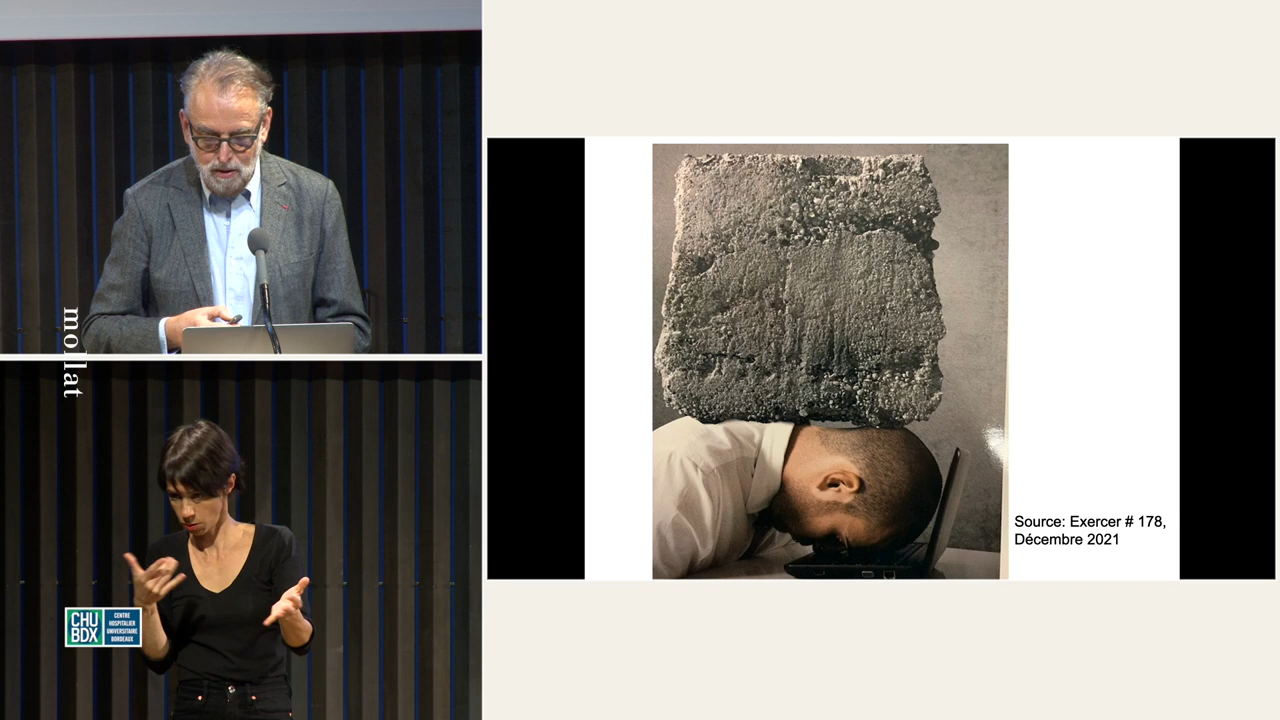 mollat
CHU
BDX
CENTRE
HOSPITALIER
UNIVERSITAIRE
BORDEAUX
Source: Exercer # 178,
Décembre 2021